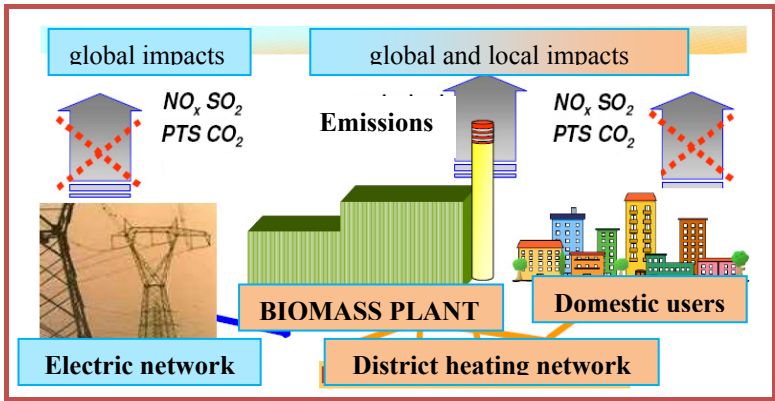 global impacts
global and local impacts
NOx SO2
PTS CO2
Emissions
NOx SO2
PTS CO2
BIOMASS PLANT
Domestic users
Electric network
District heating network